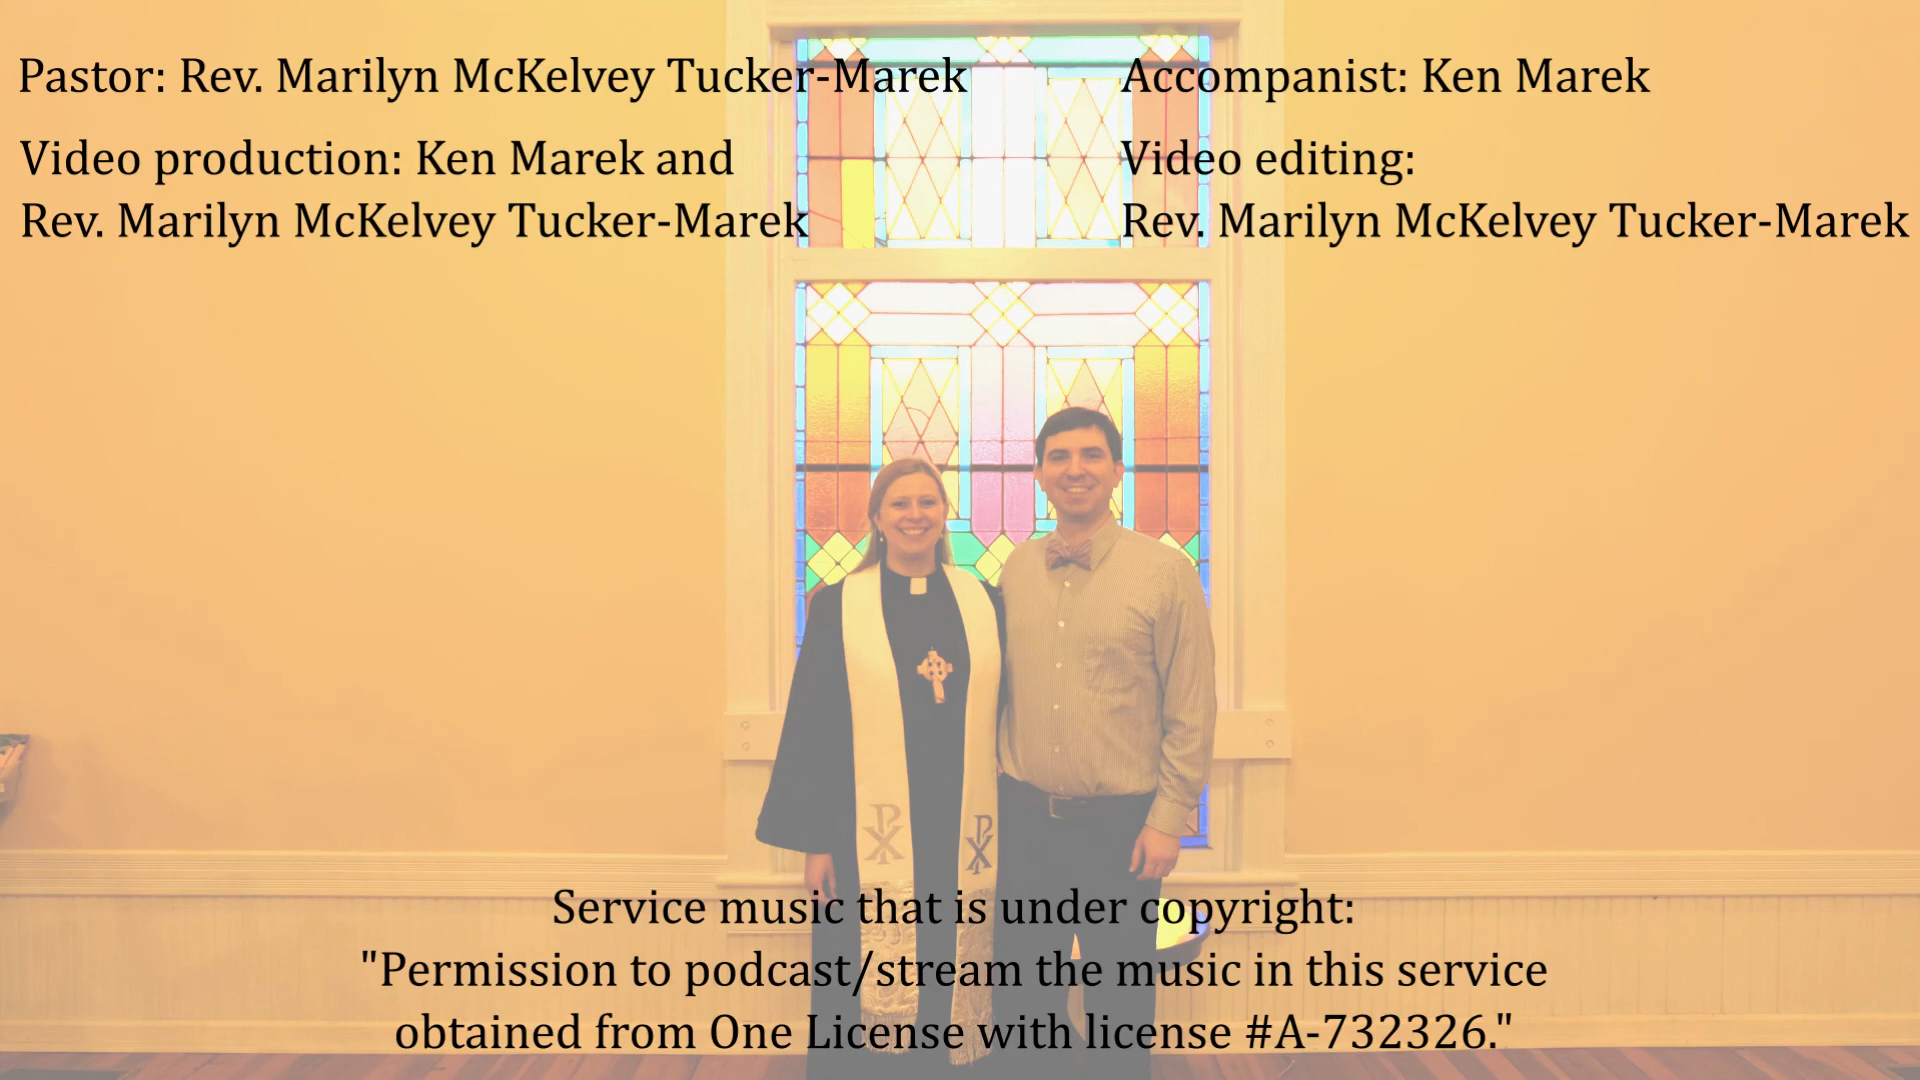 Pastor: Rev. Marilyn McKelvey Tucker-Marek
Accompanist: Ken Marek
Video production: Ken Marek and
Rev. Marilyn McKelvey Tucker-Marek
Video editing:
Rev. Marilyn McKelvey Tucker-Marek
Service music that is under copyright:
"Permission to podcast/stream the music in this service
obtained from One License with license #A-732326."